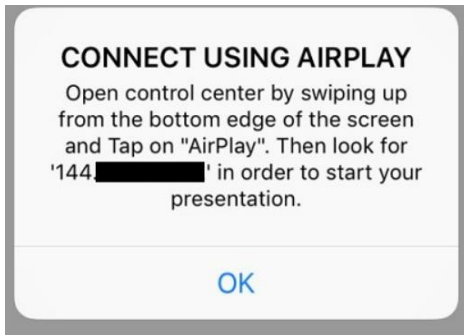 CONNECT USING AIRPLAY
Open control center by swiping up
from the bottom edge of the screen
and Tap on "AirPlay". Then look for
'144.' in order to start your
presentation.
OK